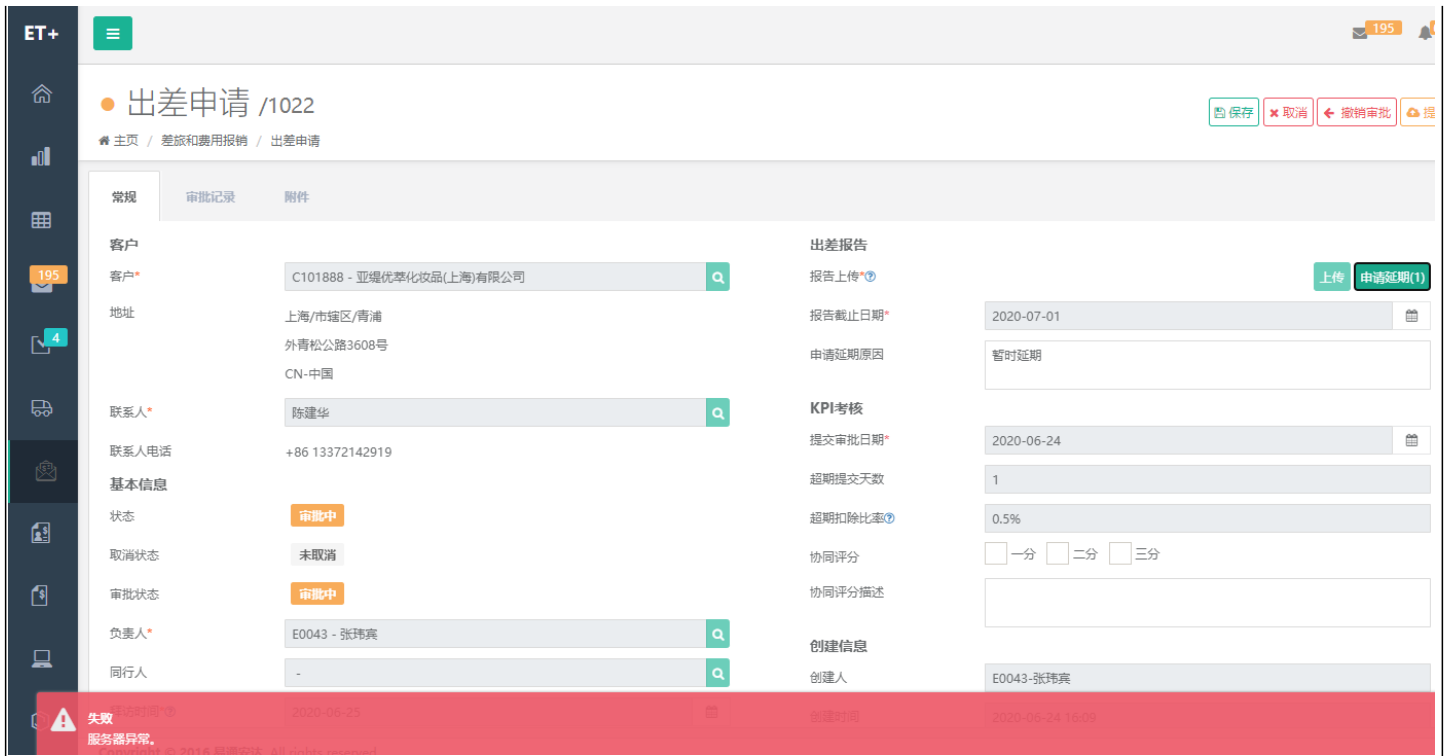 ET+
195
出差申请 /1022
保存
取消
撤销审批
主页 / 差旅和费用报销 / 出差申请
常规
审批记录
附件
客户
客户*
C101888 - 亚缇优萃化妆品(上海)有限公司
地址
上海/市辖区/青浦
外青松公路3608号
CN-中国
195
4
联系人*
陈建华
联系人电话
+86 13372142919
基本信息
状态
审批中
取消状态
未取消
审批状态
审批中
负责人*
E0043 - 张玮宾
同行人
-
拜访时间*
2020-06-25
出差报告
报告上传*
上传
申请延期(1)
报告截止日期*
2020-07-01
申请延期原因
暂时延期
KPI考核
提交审批日期*
2020-06-24
超期提交天数
1
超期扣除比率
0.5%
协同评分
一分 二分 三分
协同评分描述
创建信息
创建人
E0043-张玮宾
创建时间
2020-06-24 16:09
失败
服务器异常。
Copyright © 2016 All rights reserved